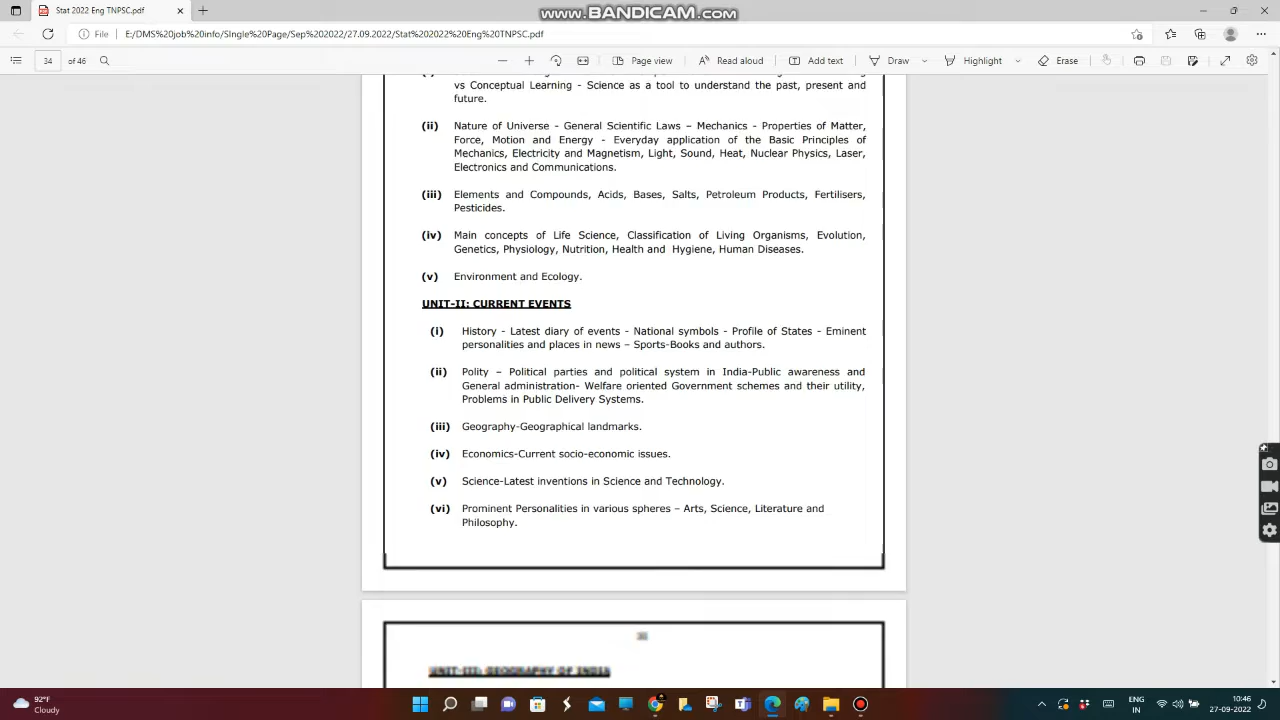 www.BANDICAM.com
Stat 2022 Eng TNPSC.pdf
File
E:/DMS%20job%20info/SIngle%20Page/Sep%202022/27.09.2022/Stat%202022%20Eng%20TNPSC.pdf
34 of 46
Page view
Read aloud
Add text
Draw
Highlight
Erase
vs Conceptual Learning - Science as a tool to understand the past, present and
future.
(ii) Nature of Universe - General Scientific Laws – Mechanics - Properties of Matter,
Force, Motion and Energy - Everyday application of the Basic Principles of
Mechanics, Electricity and Magnetism, Light, Sound, Heat, Nuclear Physics, Laser,
Electronics and Communications.
(iii) Elements and Compounds, Acids, Bases, Salts, Petroleum Products, Fertilisers,
Pesticides.
(iv) Main concepts of Life Science, Classification of Living Organisms, Evolution,
Genetics, Physiology, Nutrition, Health and Hygiene, Human Diseases.
(v) Environment and Ecology.
UNIT-II: CURRENT EVENTS
(i) History - Latest diary of events - National symbols - Profile of States - Eminent
personalities and places in news – Sports-Books and authors.
(ii) Polity – Political parties and political system in India-Public awareness and
General administration- Welfare oriented Government schemes and their utility,
Problems in Public Delivery Systems.
(iii) Geography-Geographical landmarks.
(iv) Economics-Current socio-economic issues.
(v) Science-Latest inventions in Science and Technology.
(vi) Prominent Personalities in various spheres – Arts, Science, Literature and
Philosophy.
UNIT-III: GEOGRAPHY OF INDIA
92°F
Cloudy
ENG
IN
10:46
27-09-2022